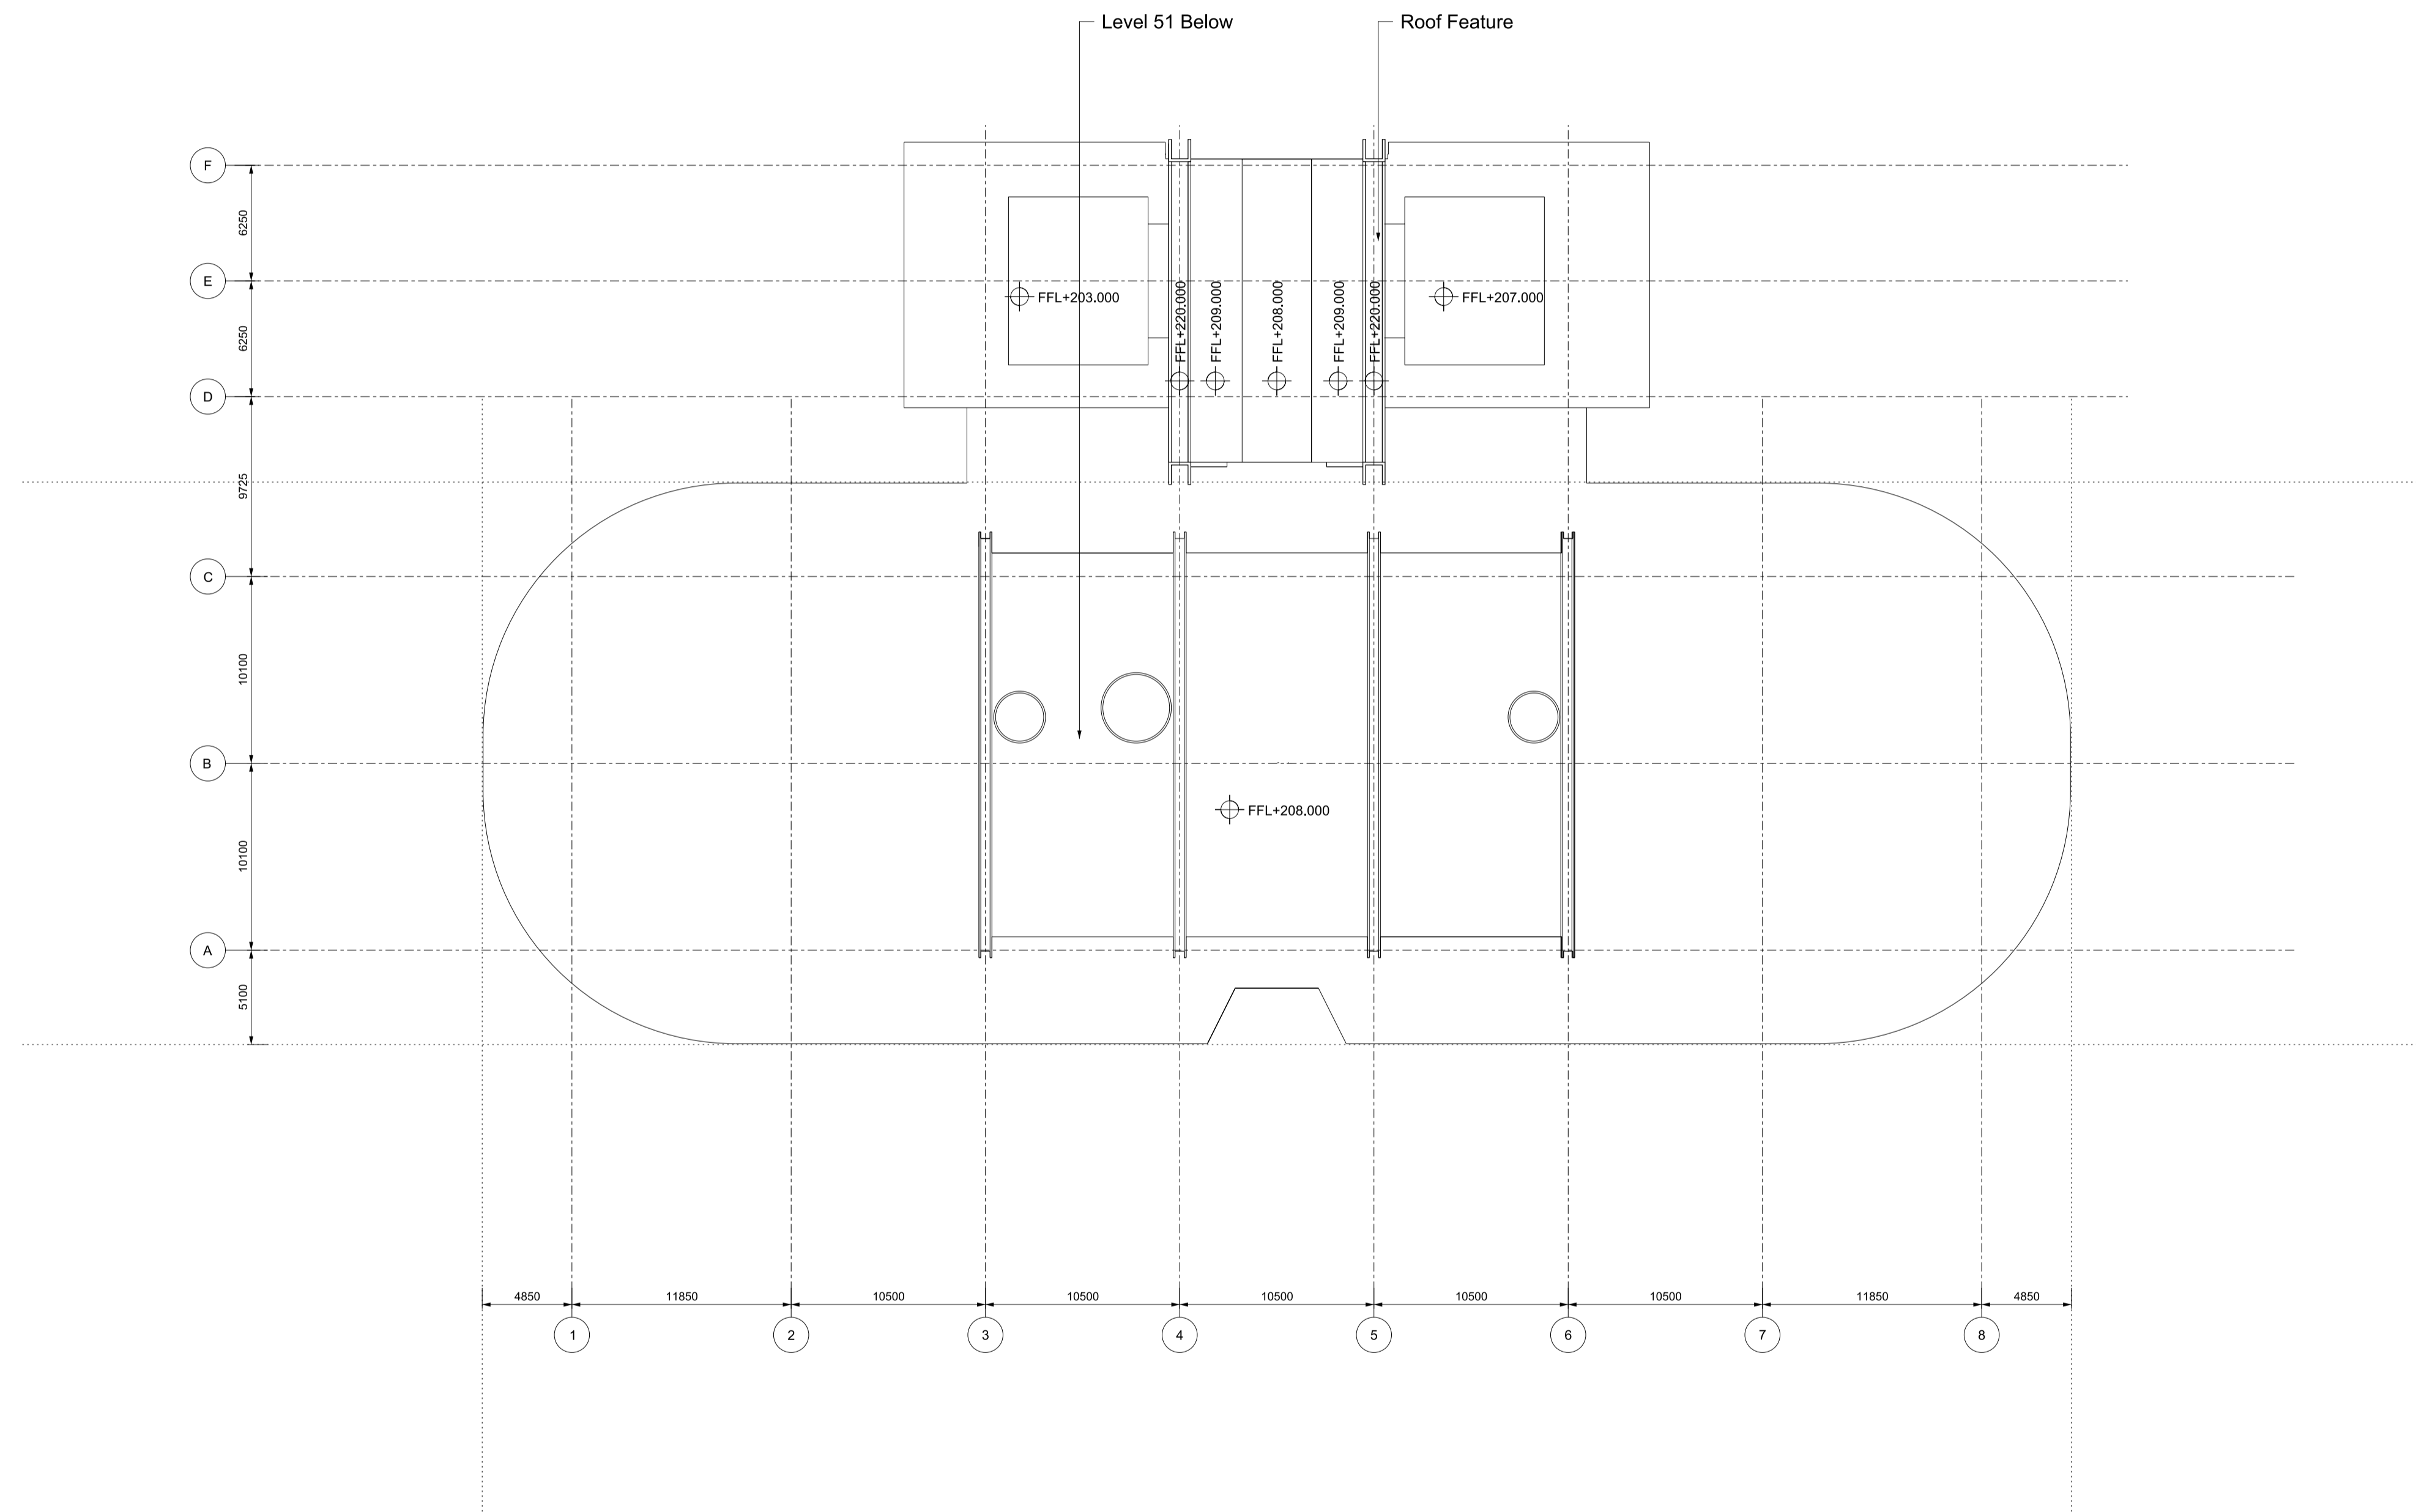 Level 51 Below
Roof Feature
F
6250
E
FFL+203.000
FFL+220.000
FFL+209.000
FFL+208.000
FFL+209.000
FFL+220.000
FFL+207.000
6250
D
9725
C
10100
B
FFL+208.000
10100
A
5100
4850
11850
10500
10500
10500
10500
10500
11850
4850
1
2
3
4
5
6
7
8